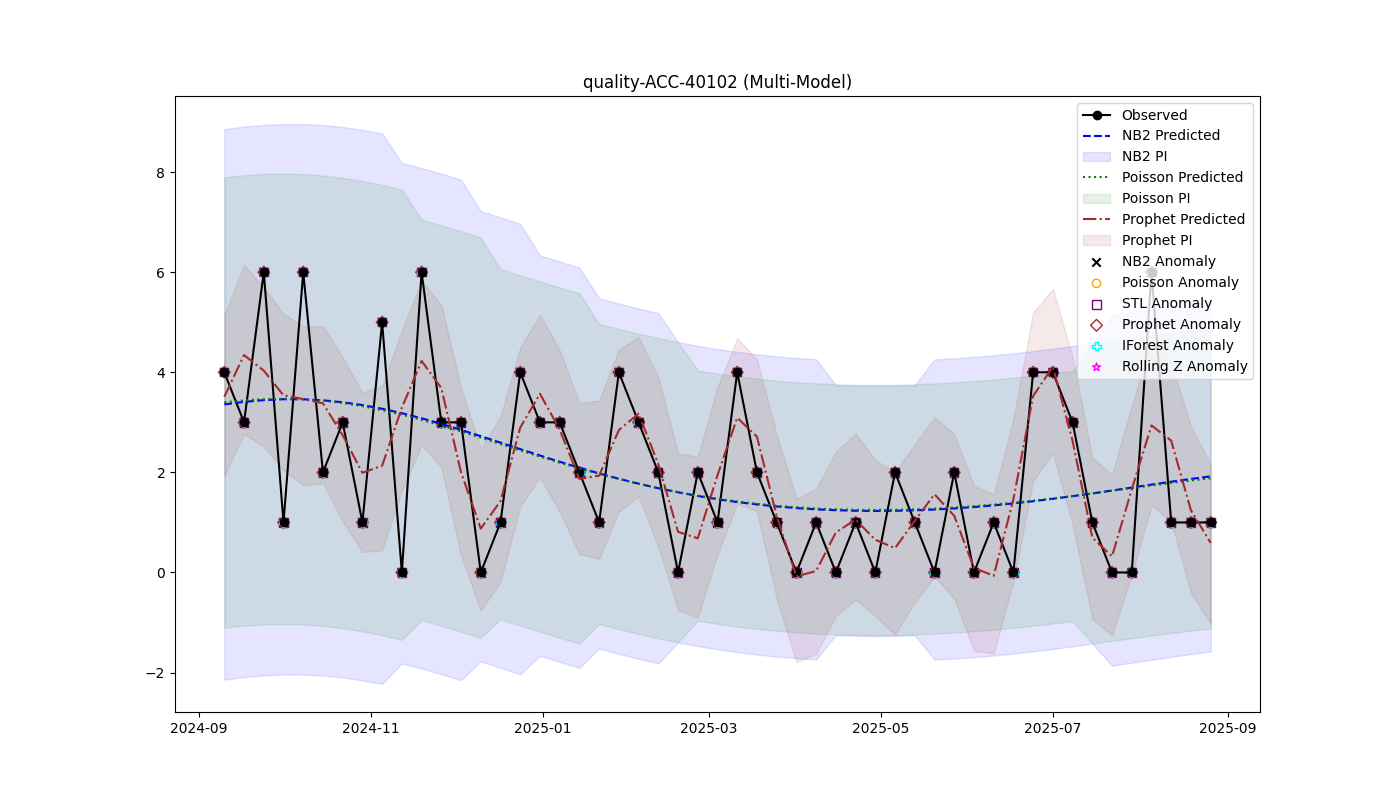 quality-ACC-40102 (Multi-Model)
Observed
NB2 Predicted
NB2 PI
Poisson Predicted
Poisson PI
Prophet Predicted
Prophet PI
NB2 Anomaly
Poisson Anomaly
STL Anomaly
Prophet Anomaly
IForest Anomaly
Rolling Z Anomaly
8
6
4
2
0
−2
2024-09
2024-11
2025-01
2025-03
2025-05
2025-07
2025-09